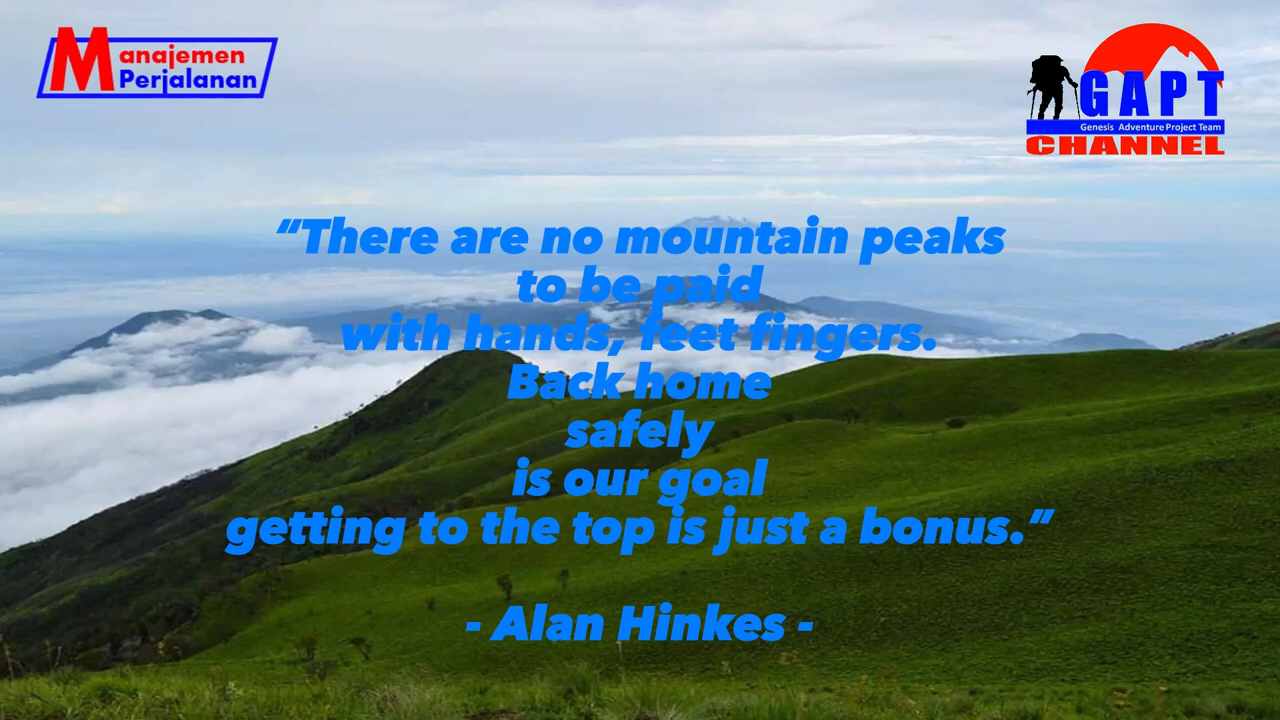 Manajemen
Perjalanan
GAPT
Genesis Adventure Project Team
CHANNEL
“There are no mountain peaks
to be paid
with hands, feet fingers.
Back home
safely
is our goal
getting to the top is just a bonus.”
- Alan Hinkes -